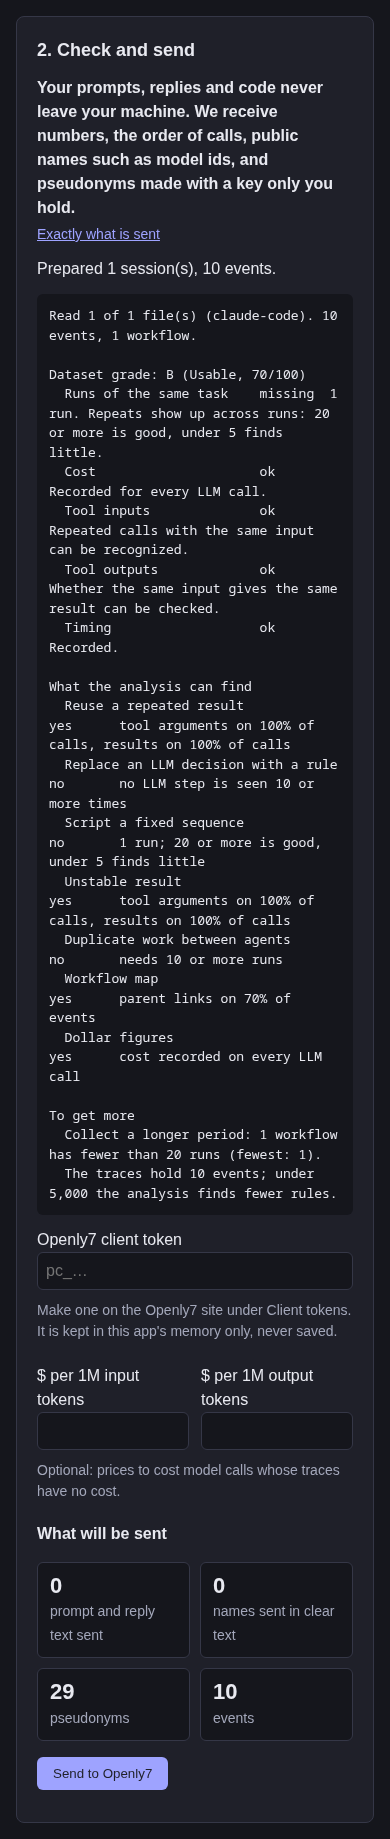 2. Check and send
Your prompts, replies and code never
leave your machine. We receive
numbers, the order of calls, public
names such as model ids, and
pseudonyms made with a key only you
hold.
Exactly what is sent
Prepared 1 session(s), 10 events.
Read 1 of 1 file(s) (claude-code). 10
events, 1 workflow.
Dataset grade: B (Usable, 70/100)
Runs of the same task    missing  1
run. Repeats show up across runs: 20
or more is good, under 5 finds
little.
Cost                     ok
Recorded for every LLM call.
Tool inputs              ok
Repeated calls with the same input
can be recognized.
Tool outputs             ok
Whether the same input gives the same
result can be checked.
Timing                   ok
Recorded.
What the analysis can find
Reuse a repeated result
yes      tool arguments on 100% of
calls, results on 100% of calls
Replace an LLM decision with a rule
no       no LLM step is seen 10 or
more times
Script a fixed sequence
no       1 run; 20 or more is good,
under 5 finds little
Unstable result
yes      tool arguments on 100% of
calls, results on 100% of calls
Duplicate work between agents
no       needs 10 or more runs
Workflow map
yes      parent links on 70% of
events
Dollar figures
yes      cost recorded on every LLM
call
To get more
Collect a longer period: 1 workflow
has fewer than 20 runs (fewest: 1).
The traces hold 10 events; under
5,000 the analysis finds fewer rules.
Openly7 client token
pc_…
Make one on the Openly7 site under Client tokens.
It is kept in this app's memory only, never saved.
$ per 1M input
tokens
$ per 1M output
tokens
Optional: prices to cost model calls whose traces
have no cost.
What will be sent
0
prompt and reply
text sent
0
names sent in clear
text
29
pseudonyms
10
events
Send to Openly7